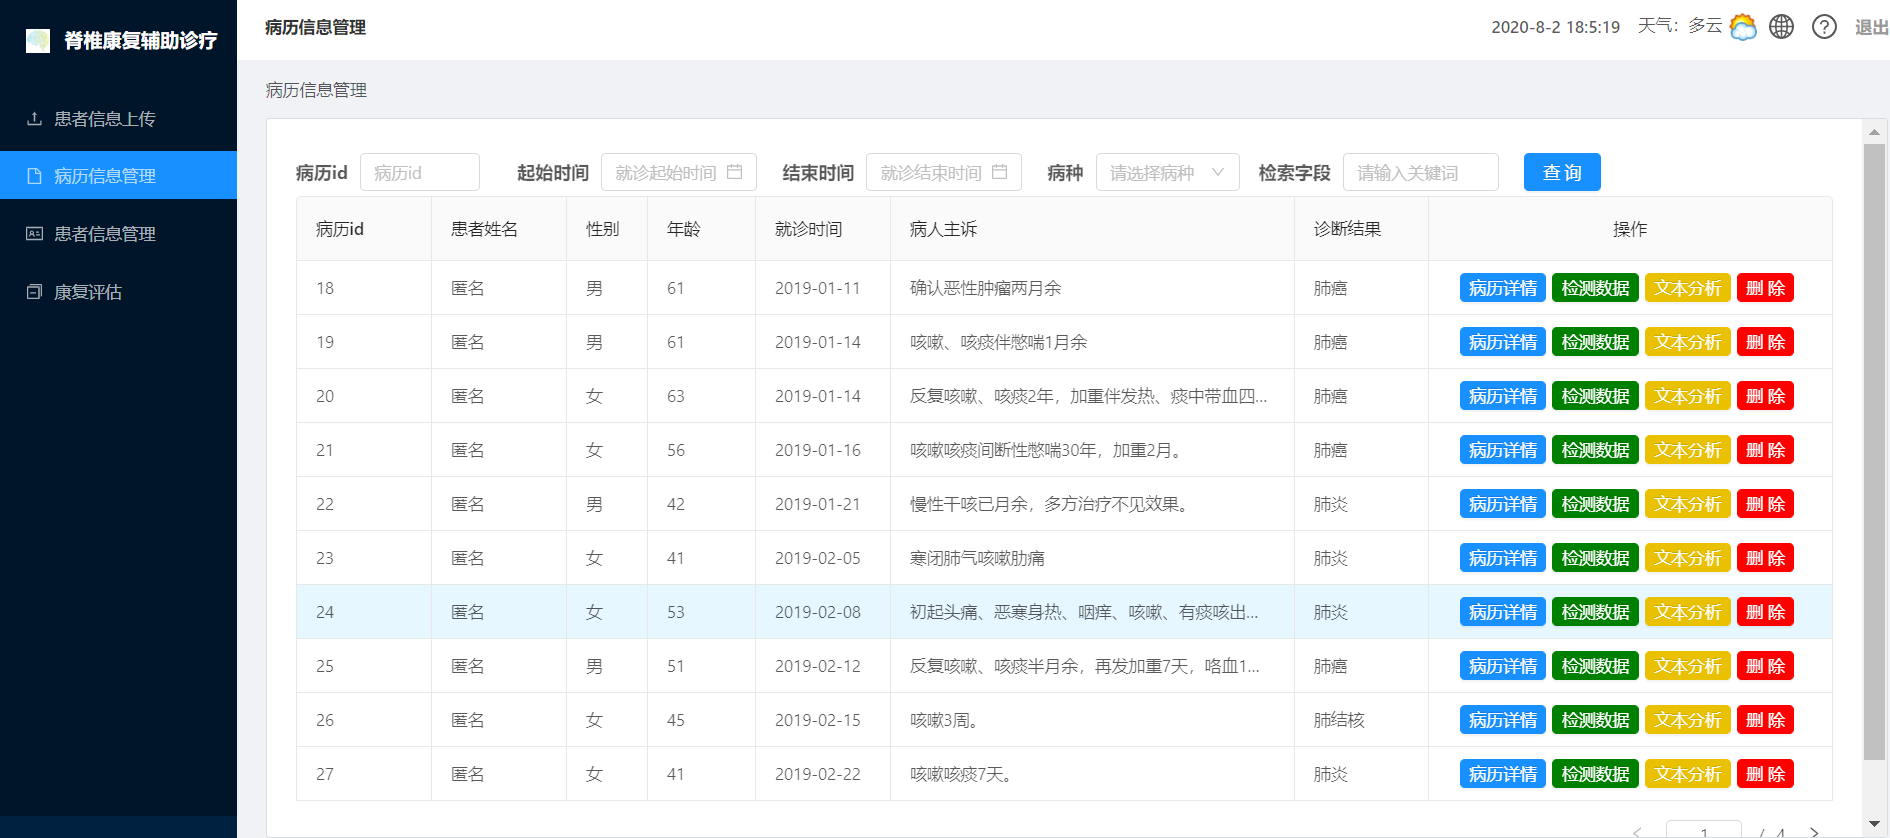 脊椎康复辅助诊疗
患者信息上传
病历信息管理
患者信息管理
康复评估
病历信息管理 2020-8-2 18:5:19 天气：多云 退出
病历信息管理
病历id 病历id 起始时间 就诊起始时间 结束时间 就诊结束时间 病种 请选择病种 检索字段 请输入关键词 查 询
病历id 患者姓名 性别 年龄 就诊时间 病人主诉 诊断结果 操作
18 匿名 男 61 2019-01-11 确认恶性肿瘤两月余 肺癌 病历详情 检测数据 文本分析 删 除
19 匿名 男 61 2019-01-14 咳嗽、咳痰伴憋喘1月余 肺癌 病历详情 检测数据 文本分析 删 除
20 匿名 女 63 2019-01-14 反复咳嗽、咳痰2年，加重伴发热、痰中带血四... 肺癌 病历详情 检测数据 文本分析 删 除
21 匿名 女 56 2019-01-16 咳嗽咳痰间断性憋喘30年，加重2月。 肺癌 病历详情 检测数据 文本分析 删 除
22 匿名 男 42 2019-01-21 慢性干咳已月余，多方治疗不见效果。 肺炎 病历详情 检测数据 文本分析 删 除
23 匿名 女 41 2019-02-05 寒闭肺气咳嗽肋痛 肺炎 病历详情 检测数据 文本分析 删 除
24 匿名 女 53 2019-02-08 初起头痛、恶寒身热、咽痒、咳嗽、有痰咳出... 肺炎 病历详情 检测数据 文本分析 删 除
25 匿名 男 51 2019-02-12 反复咳嗽、咳痰半月余，再发加重7天，咯血1... 肺癌 病历详情 检测数据 文本分析 删 除
26 匿名 女 45 2019-02-15 咳嗽3周。 肺结核 病历详情 检测数据 文本分析 删 除
27 匿名 女 41 2019-02-22 咳嗽咳痰7天。 肺炎 病历详情 检测数据 文本分析 删 除
1 / 4